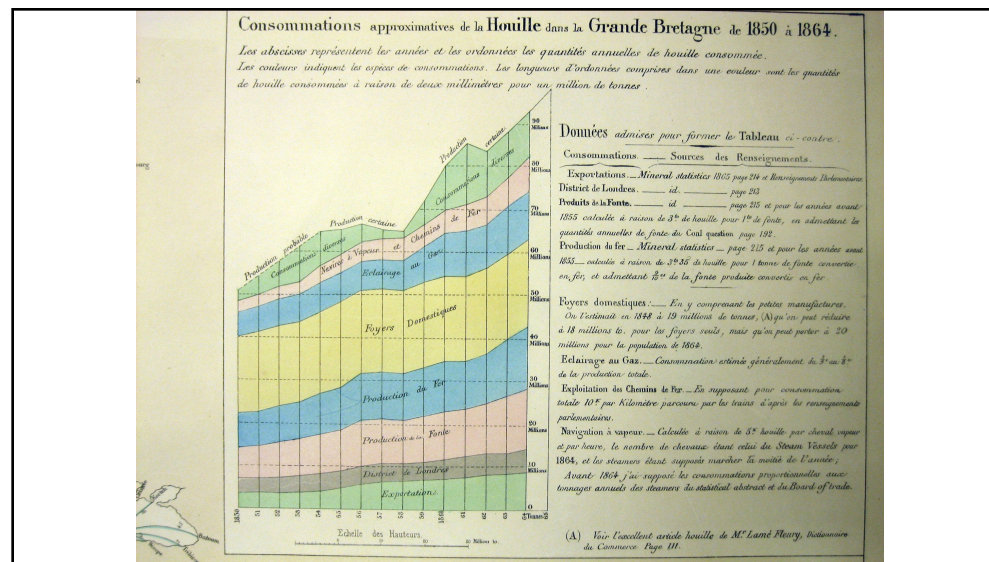 Consommations approximatives de la Houille dans la Grande Bretagne de 1850 à 1864.
Les abscisses représentent les années et les ordonnées les quantités annuelles de houille consommée.
Les couleurs indiquent les espèces de consommations. Les longueurs d'ordonnées comprises dans une couleur sont les quantités
de houille consommées à raison de deux millimètres pour un million de tonnes.
Production probable
Production certaine
Production certaine
Consommations diverses
Consommations diverses
Navires à Vapeur et Chemins de Fer
Eclairage au Gaz
Foyers Domestiques
Production du Fer
Production de la Fonte
District de Londres
Exportation
90 Millions
80 Millions
70 Millions
60 Millions
50 Millions
40 Millions
30 Millions
20 Millions
10 Millions
0 Tonnes
1850 51 52 53 54 55 56 57 58 59 1860 61 62 63 64
Echelle des Hauteurs.
Millions to.
Données admises pour former le Tableau ci-contre.
Consommations. Sources des Renseignements.
Exportations. Mineral statistics 1865 page 214 et Renseignements Parlementaires
District de Londres. id. page 213
Produits de la Fonte. id page 215 et pour les années avant
1855 calculée à raison de 3to de houille pour 1to de fonte, en admettant les
quantités annuelles de fonte du Coal question page 192.
Production du fer Mineral statistics page 215 et pour les années avant
1855 calculée à raison de 3to 35 de houille pour 1 tonne de fonte convertie
en fer, et admettant de la fonte produite convertis en fer.
Foyers domestiques: En y comprenant les petites manufactures.
On l'estimait en 1848 à 19 millions de tonnes, (A) qu'on peut réduire
à 18 millions to. pour les foyers seuls, mais qu'on peut porter à 20
millions pour la population de 1864.
Eclairage au Gaz. Consommation estimée généralement du au
de la production totale.
Exploitation des Chemins de Fer. En supposant pour consommation
totale 10k par Kilomètre parcouru par les trains d'après les renseignements
parlementaires.
Navigation à vapeur. Calculée à raison de 5k houille par cheval vapeur
et par heure, le nombre de chevaux étant celui du Steam Vessels pour
1864, et les steamers étant supposés marcher la moitié de l'année;
Avant 1864 j'ai supposé les consommations proportionnelles aux
tonnages annuels des steamers du statistical abstract et du Board of trade.
(A) Voir l'excellent article houille de Mr. Lamé Fleury, Dictionnaire
du Commerce Page 111.